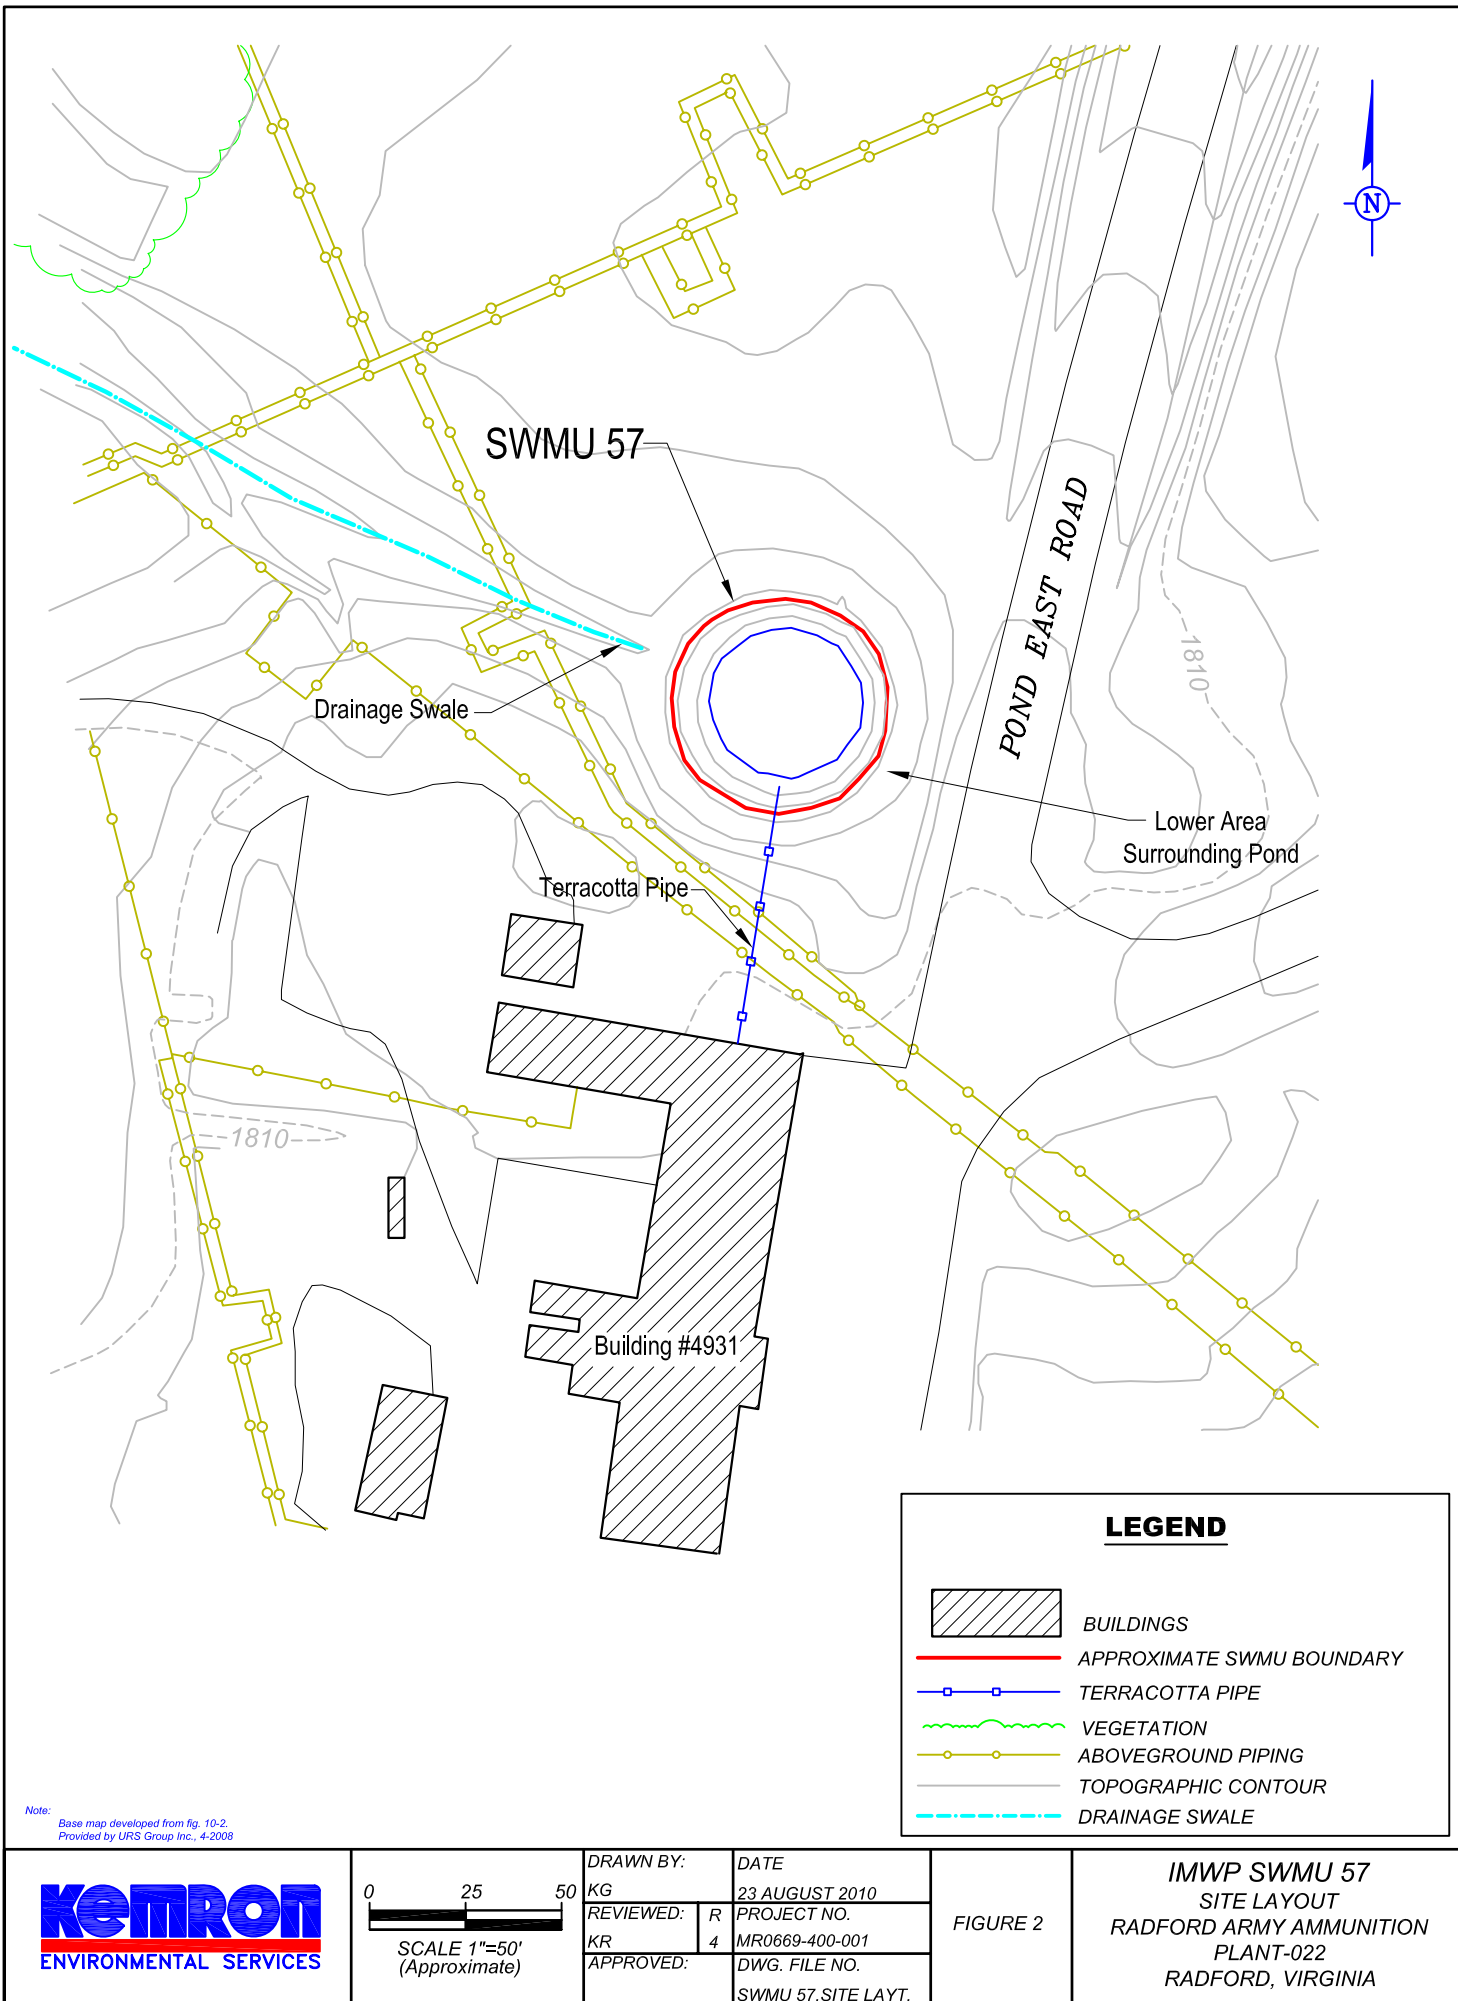 N
SWMU 57
POND EAST ROAD
1810
Drainage Swale
Lower Area
Surrounding Pond
Terracotta Pipe
1810
Building #4931
LEGEND
BUILDINGS
APPROXIMATE SWMU BOUNDARY
TERRACOTTA PIPE
VEGETATION
ABOVEGROUND PIPING
TOPOGRAPHIC CONTOUR
DRAINAGE SWALE
Note:
Base map developed from fig. 10-2.
Provided by URS Group Inc., 4-2008
KEMRON
ENVIRONMENTAL SERVICES
0 25 50
SCALE 1"=50'
(Approximate)
DRAWN BY:
KG
REVIEWED:
KR
R
4
APPROVED:
DATE
23 AUGUST 2010
PROJECT NO.
MR0669-400-001
DWG. FILE NO.
SWMU 57.SITE LAYT.
FIGURE 2
IMWP SWMU 57
SITE LAYOUT
RADFORD ARMY AMMUNITION
PLANT-022
RADFORD, VIRGINIA